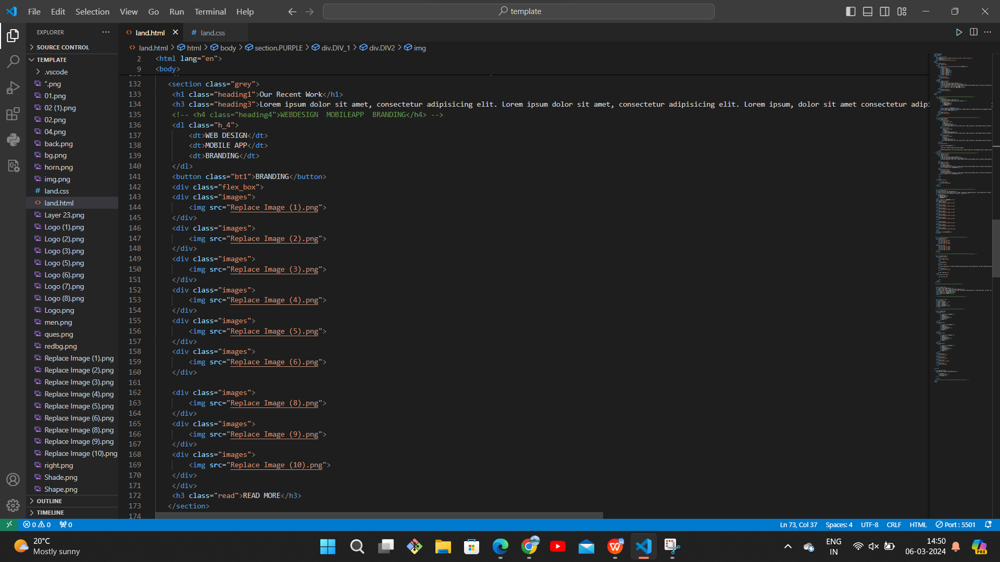 File Edit Selection View Go Run Terminal Help
template
EXPLORER
SOURCE CONTROL
TEMPLATE
.vscode
“.png
01.png
02 (1).png
02.png
04.png
back.png
bg.png
horn.png
img.png
land.css
land.html
Layer 23.png
Logo (1).png
Logo (2).png
Logo (3).png
Logo (5).png
Logo (6).png
Logo (7).png
Logo (8).png
Logo.png
men.png
ques.png
redbg.png
Replace Image (1).png
Replace Image (2).png
Replace Image (3).png
Replace Image (4).png
Replace Image (5).png
Replace Image (6).png
Replace Image (8).png
Replace Image (9).png
Replace Image (10).png
right.png
Shade.png
Shape.png
OUTLINE
TIMELINE
land.html
land.css
land.html > html > body > section.PURPLE > div.DIV_1 > div.DIV2 > img
2 <html lang="en">
9 <body>
132 <section class="grey">
133 <h1 class="heading1">Our Recent Work</h1>
134 <h3 class="heading3">Lorem ipsum dolor sit amet, consectetur adipisicing elit. Lorem ipsum dolor sit amet, consectetur adipisicing elit. Lorem ipsum, dolor sit amet consectetur adipi
135 <!-- <h4 class="heading4">WEBDESIGN  MOBILEAPP  BRANDING</h4> -->
136 <dl class="h_4">
137 <dt>WEB DESIGN</dt>
138 <dt>MOBILE APP</dt>
139 <dt>BRANDING</dt>
140 </dl>
141 <button class="bt1">BRANDING</button>
142 <div class="flex_box">
143 <div class="images">
144 <img src="Replace Image (1).png">
145 </div>
146 <div class="images">
147 <img src="Replace Image (2).png">
148 </div>
149 <div class="images">
150 <img src="Replace Image (3).png">
151 </div>
152 <div class="images">
153 <img src="Replace Image (4).png">
154 </div>
155 <div class="images">
156 <img src="Replace Image (5).png">
157 </div>
158 <div class="images">
159 <img src="Replace Image (6).png">
160 </div>
161
162 <div class="images">
163 <img src="Replace Image (8).png">
164 </div>
165 <div class="images">
166 <img src="Replace Image (9).png">
167 </div>
168 <div class="images">
169 <img src="Replace Image (10).png">
170 </div>
171 </div>
172 <h3 class="read">READ MORE</h3>
173 </section>
174
0 0 0
Ln 73, Col 37 Spaces: 4 UTF-8 CRLF HTML Port : 5501
20°C
Mostly sunny
ENG
IN
14:50
06-03-2024
PRE